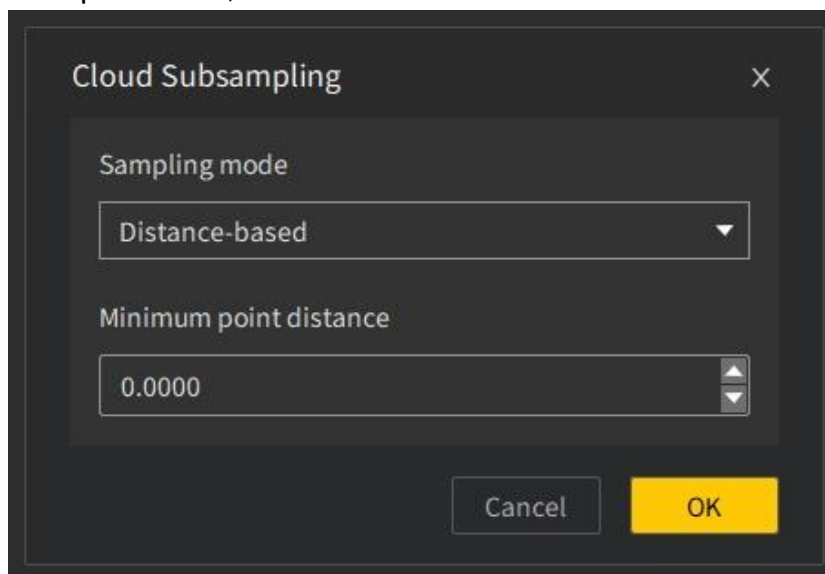 Cloud Subsampling X
Sampling mode
Distance-based
Minimum point distance
0.0000
Cancel OK